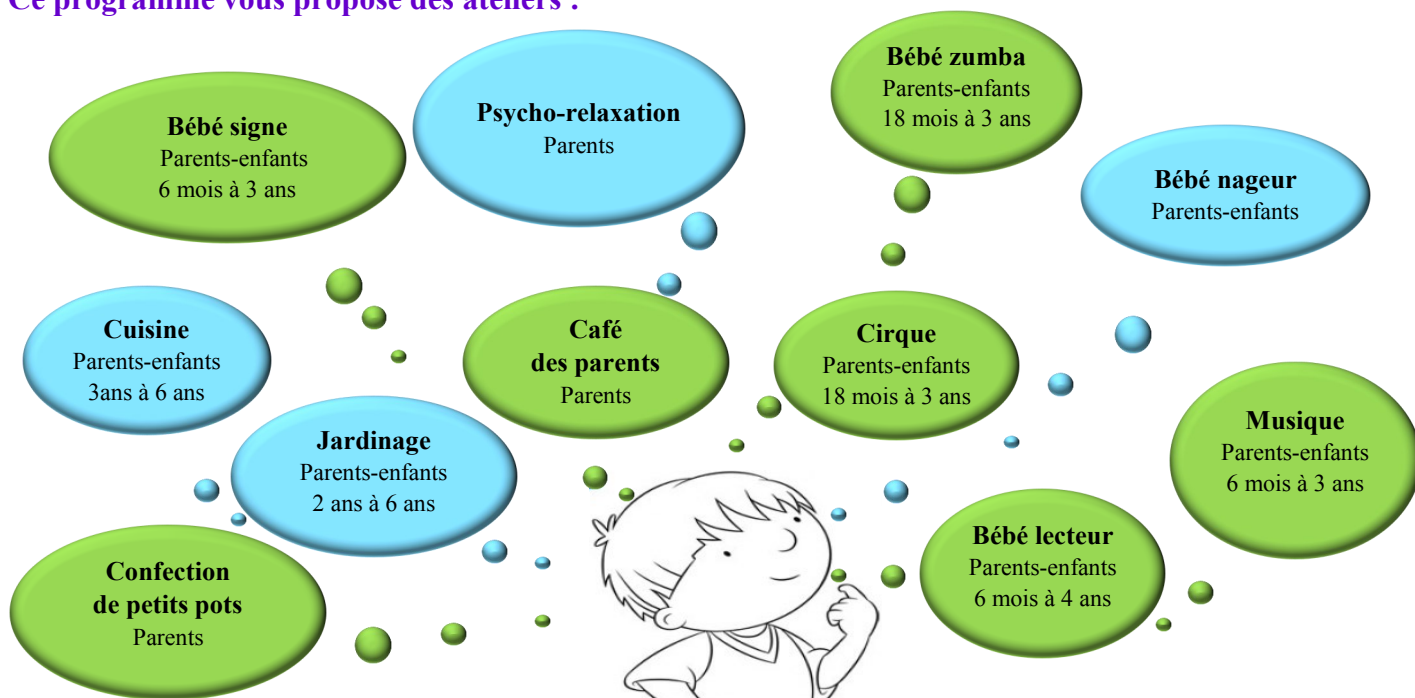 Ce programme vous propose des ateliers :
Bébé signe
Parents-enfants
6 mois à 3 ans
Psycho-relaxation
Parents
Bébé zumba
Parents-enfants
18 mois à 3 ans
Bébé nageur
Parents-enfants
Cuisine
Parents-enfants
3ans à 6 ans
Café
des parents
Parents
Cirque
Parents-enfants
18 mois à 3 ans
Jardinage
Parents-enfants
2 ans à 6 ans
Musique
Parents-enfants
6 mois à 3 ans
Confection
de petits pots
Parents
Bébé lecteur
Parents-enfants
6 mois à 4 ans